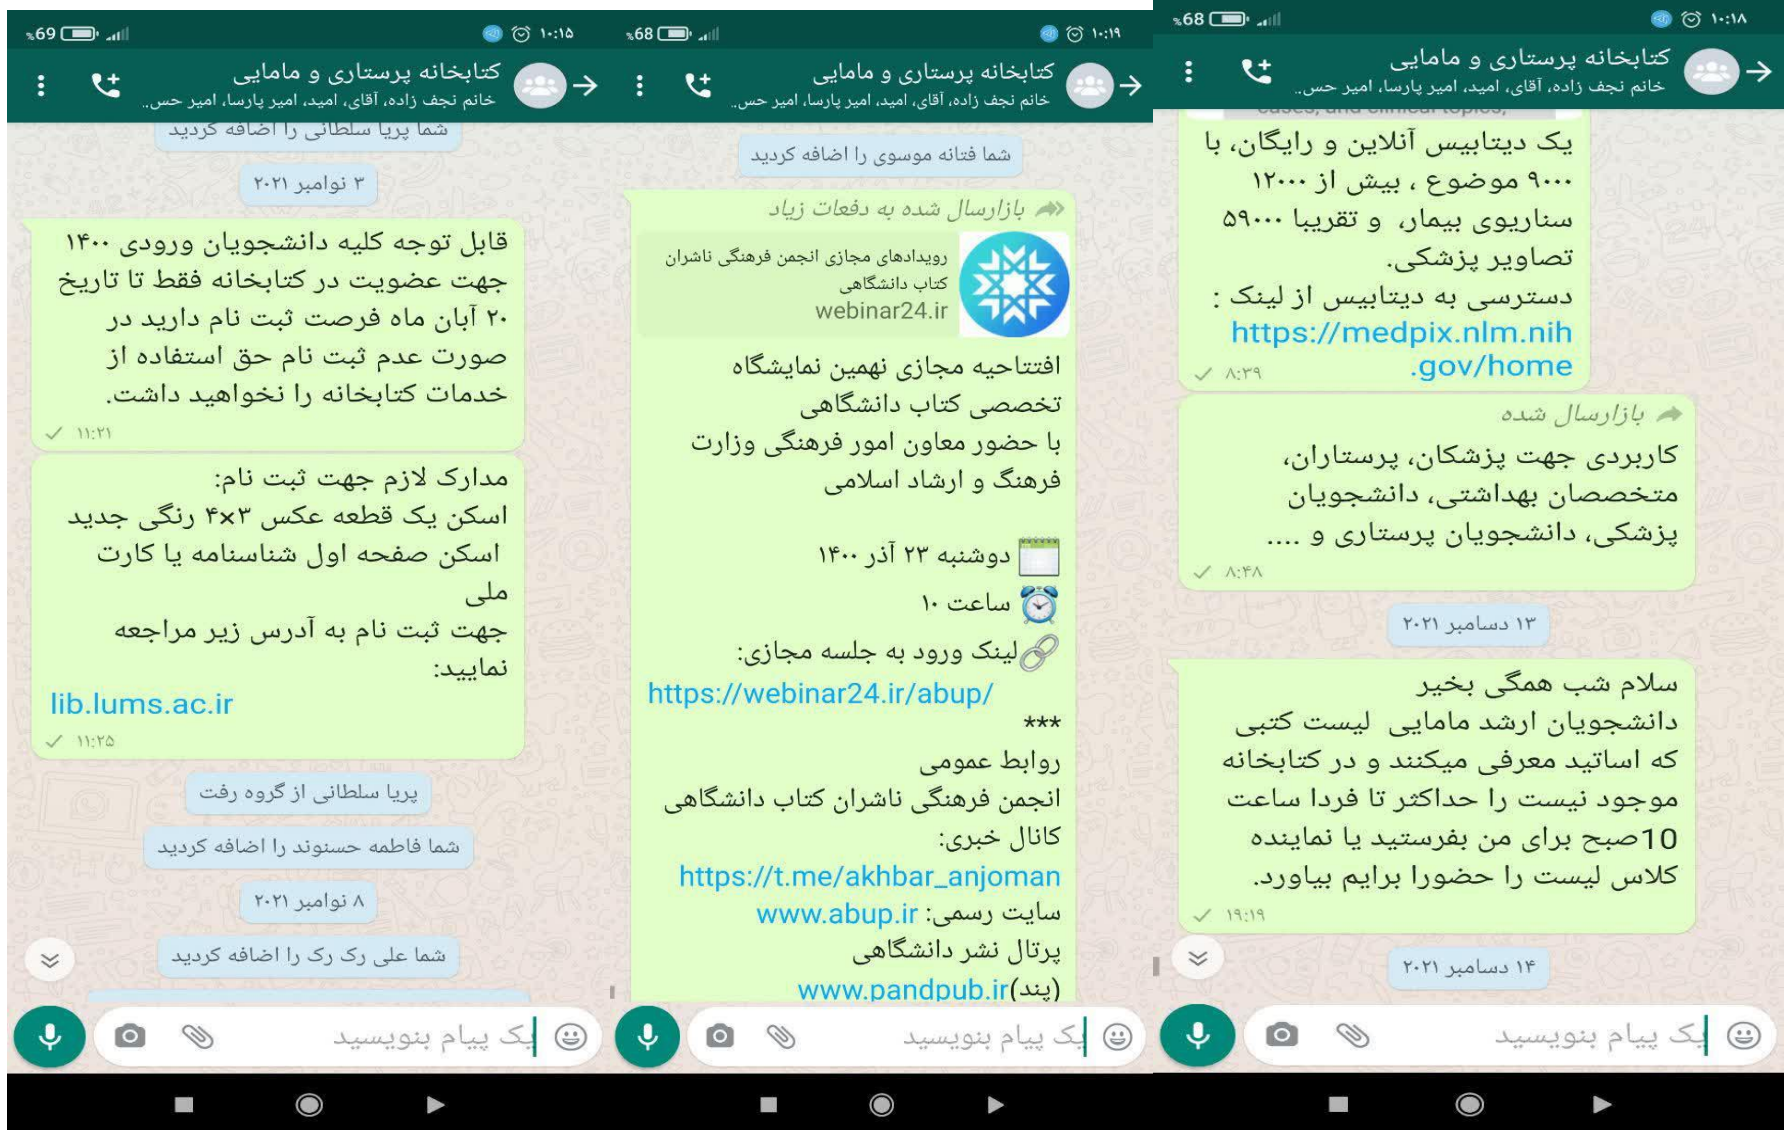 %69
۱۰:۱۵
کتابخانه پرستاری و مامایی
خانم نجف زاده، آقای، امید، امیر پارسا، امیر حس..
شما پریا سلطانی را اضافه کردید
۳ نوامبر ۲۰۲۱
قابل توجه کلیه دانشجویان ورودی ۱۴۰۰
جهت عضویت در کتابخانه فقط تا تاریخ
۲۰ آبان ماه فرصت ثبت نام دارید در
صورت عدم ثبت نام حق استفاده از
خدمات کتابخانه را نخواهید داشت.
۱۱:۲۱
مدارک لازم جهت ثبت نام:
اسکن یک قطعه عکس ۳×۴ رنگی جدید
اسکن صفحه اول شناسنامه یا کارت
ملی
جهت ثبت نام به آدرس زیر مراجعه
نمایید:
lib.lums.ac.ir
۱۱:۲۵
پریا سلطانی از گروه رفت
شما فاطمه حسنوند را اضافه کردید
۸ نوامبر ۲۰۲۱
شما علی رک رک را اضافه کردید
یک پیام بنویسید
%68
۱۰:۱۹
کتابخانه پرستاری و مامایی
خانم نجف زاده، آقای، امید، امیر پارسا، امیر حس..
شما فتانه موسوی را اضافه کردید
بازارسال شده به دفعات زیاد
رویدادهای مجازی انجمن فرهنگی ناشران
کتاب دانشگاهی
webinar24.ir
افتتاحیه مجازی نهمین نمایشگاه
تخصصی کتاب دانشگاهی
با حضور معاون امور فرهنگی وزارت
فرهنگ و ارشاد اسلامی
دوشنبه ۲۳ آذر ۱۴۰۰
ساعت ۱۰
لینک ورود به جلسه مجازی:
https://webinar24.ir/abup/
***
روابط عمومی
انجمن فرهنگی ناشران کتاب دانشگاهی
کانال خبری:
https://t.me/akhbar_anjoman
سایت رسمی: www.abup.ir
پرتال نشر دانشگاهی
(پند)www.pandpub.ir
یک پیام بنویسید
%68
۱۰:۱۸
کتابخانه پرستاری و مامایی
خانم نجف زاده، آقای، امید، امیر پارسا، امیر حس..
cases, and clinical topics,
یک دیتابیس آنلاین و رایگان، با
۹۰۰۰ موضوع ، بیش از ۱۲۰۰۰
سناریوی بیمار، و تقریبا ۵۹۰۰۰
تصاویر پزشکی.
دسترسی به دیتابیس از لینک :
https://medpix.nlm.nih
.gov/home
۸:۳۹
بازارسال شده
کاربردی جهت پزشکان، پرستاران،
متخصصان بهداشتی، دانشجویان
پزشکی، دانشجویان پرستاری و ....
۸:۴۸
۱۳ دسامبر ۲۰۲۱
سلام شب همگی بخیر
دانشجویان ارشد مامایی لیست کتبی
که اساتید معرفی میکنند و در کتابخانه
موجود نیست را حداکثر تا فردا ساعت
10صبح برای من بفرستید یا نماینده
کلاس لیست را حضورا برایم بیاورد.
۱۹:۱۹
۱۴ دسامبر ۲۰۲۱
یک پیام بنویسید